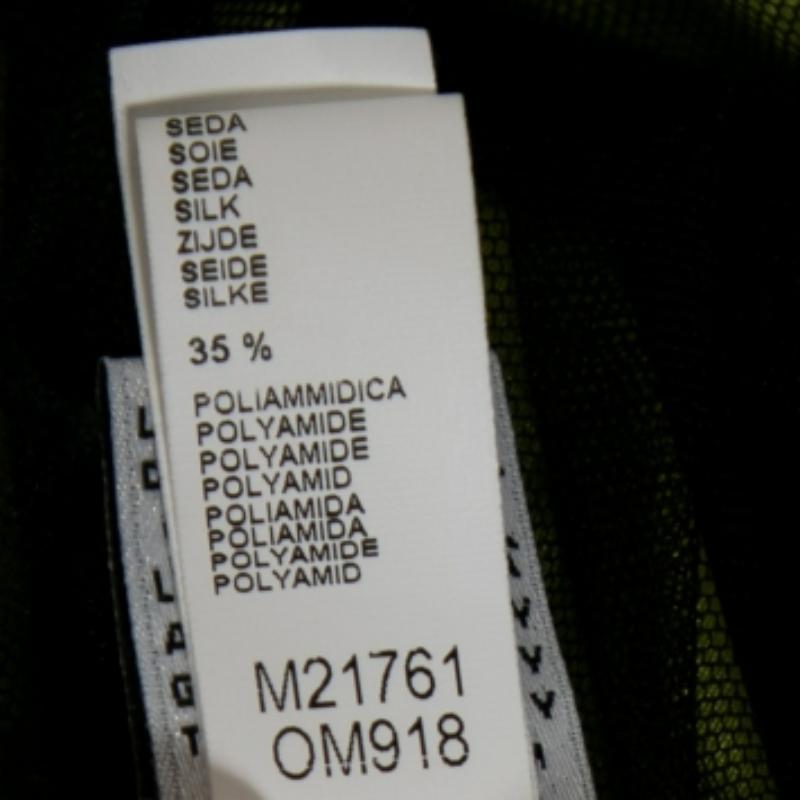 SEDA
SOIE
SEDA
SILK
ZIJDE
SEIDE
SILKE
35 %
POLIAMMIDICA
POLYAMIDE
POLYAMIDE
POLYAMID
POLIAMIDA
POLIAMIDA
POLYAMIDE
POLYAMID
M21761
OM918